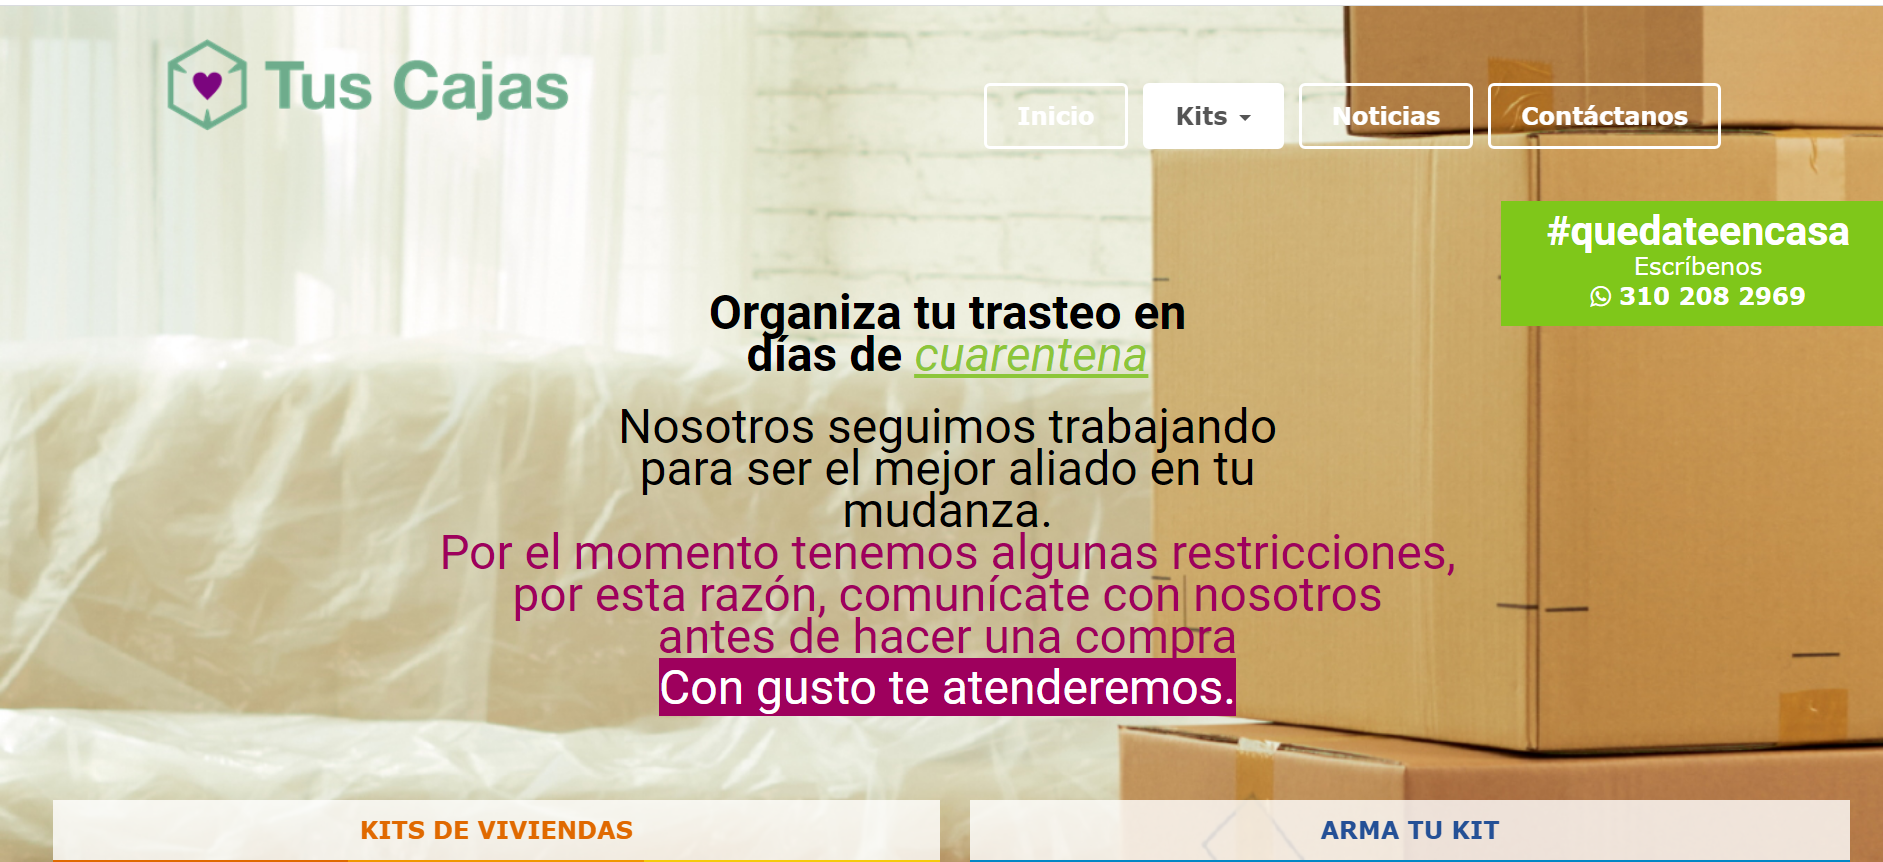 Tus Cajas
Inicio
Kits
Noticias
Contáctanos
#quedateencasa
Escríbenos
310 208 2969
Organiza tu trasteo en
días de cuarentena
Nosotros seguimos trabajando
para ser el mejor aliado en tu
mudanza.
Por el momento tenemos algunas restricciones,
por esta razón, comunícate con nosotros
antes de hacer una compra
Con gusto te atenderemos.
KITS DE VIVIENDAS
ARMA TU KIT